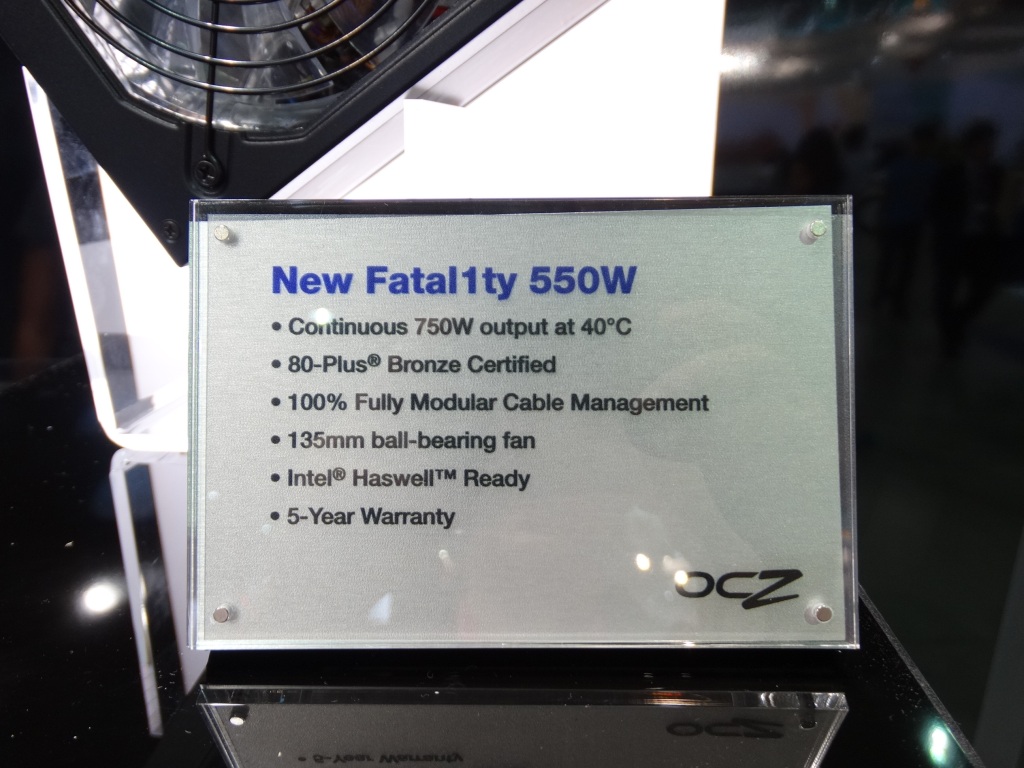 New Fatal1ty 550W
• Continuous 750W output at 40°C
• 80-Plus® Bronze Certified
• 100% Fully Modular Cable Management
• 135mm ball-bearing fan
• Intel® Haswell™ Ready
• 5-Year Warranty
OCZ